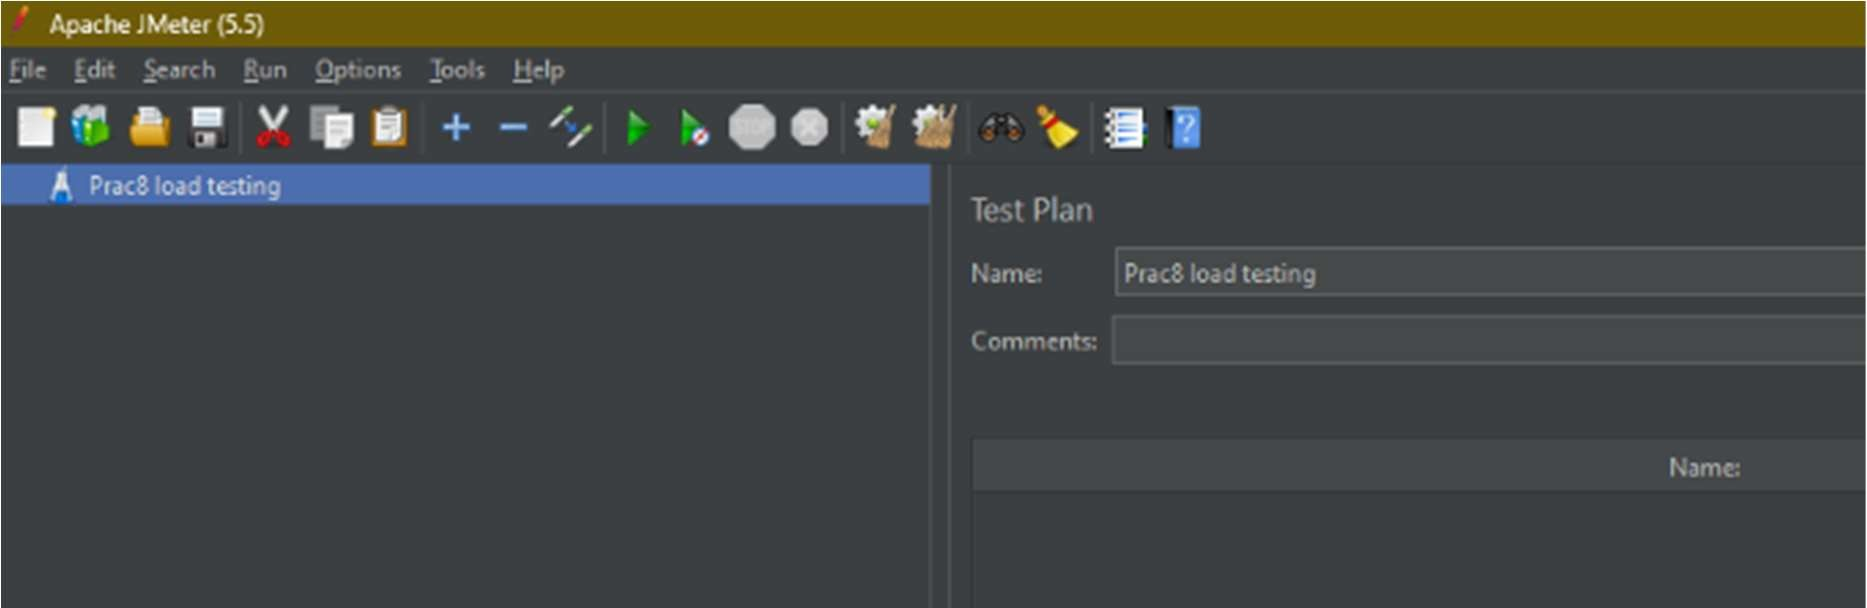 Apache JMeter (5.5)
File Edit Search Run Options Tools Help
STOP
Prac8 load testing
Test Plan
Name: Prac8 load testing
Comments:
Name: